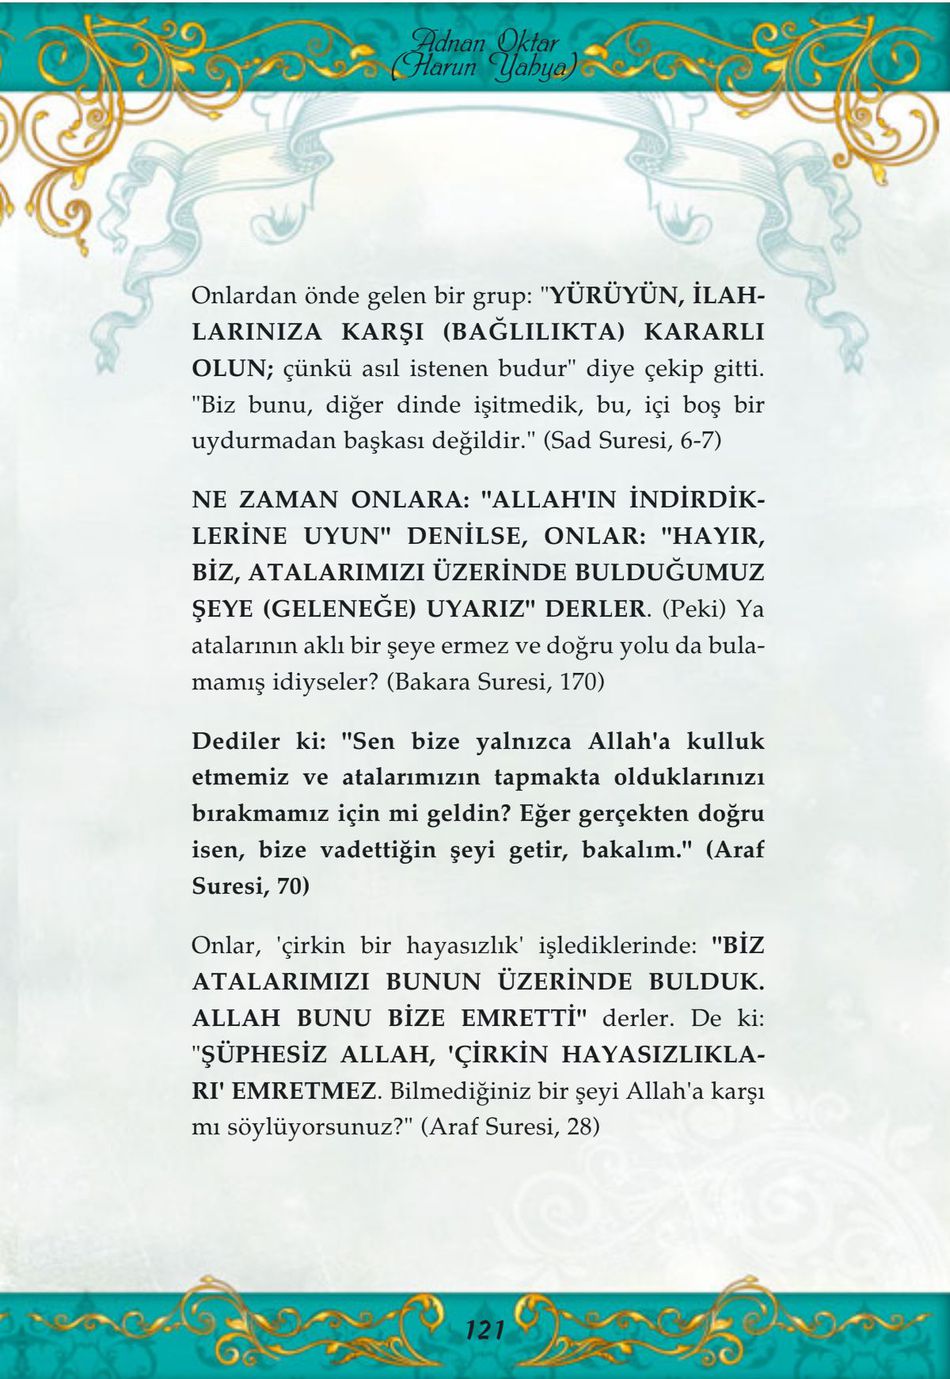 Adnan Oktar
(Harun Yahya)
Onlardan önde gelen bir grup: "YÜRÜYÜN, İLAH-
LARINIZA KARŞI (BAĞLILIKTA) KARARLI
OLUN; çünkü asıl istenen budur" diye çekip gitti.
"Biz bunu, diğer dinde işitmedik, bu, içi boş bir
uydurmadan başkası değildir." (Sad Suresi, 6-7)
NE ZAMAN ONLARA: "ALLAH'IN İNDİRDİK-
LERİNE UYUN" DENİLSE, ONLAR: "HAYIR,
BİZ, ATALARIMIZI ÜZERİNDE BULDUĞUMUZ
ŞEYE (GELENEĞE) UYARIZ" DERLER. (Peki) Ya
atalarının aklı bir şeye ermez ve doğru yolu da bula-
mamış idiyseler? (Bakara Suresi, 170)
Dediler ki: "Sen bize yalnızca Allah'a kulluk
etmemiz ve atalarımızın tapmakta olduklarınızı
bırakmamız için mi geldin? Eğer gerçekten doğru
isen, bize vadettiğin şeyi getir, bakalım." (Araf
Suresi, 70)
Onlar, 'çirkin bir hayasızlık' işlediklerinde: "BİZ
ATALARIMIZI BUNUN ÜZERİNDE BULDUK.
ALLAH BUNU BİZE EMRETTİ" derler. De ki:
"ŞÜPHESİZ ALLAH, 'ÇİRKİN HAYASIZLIKLA-
RI' EMRETMEZ. Bilmediğiniz bir şeyi Allah'a karşı
mı söylüyorsunuz?" (Araf Suresi, 28)
121